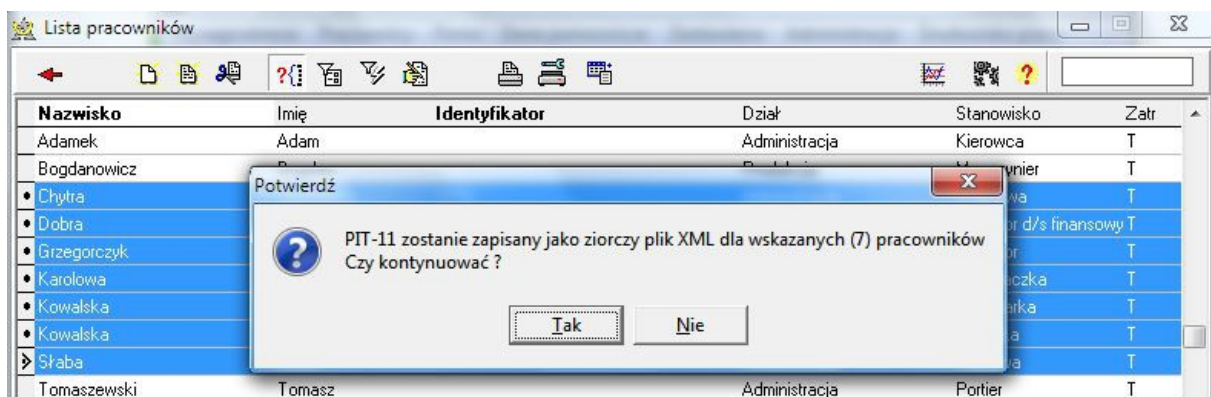 Lista pracowników
Nazwisko Imię Identyfikator Dział Stanowisko Zatr
Adamek Adam Administracja Kierowca T
Bogdanowicz T
Potwierdź
Chytra T
Dobra d/s finansowy T
Grzegorczyk T
Karolowa T
Kowalska T
Kowalska T
Słaba T
PIT-11 zostanie zapisany jako ziorczy plik XML dla wskazanych (7) pracowników
Czy kontynuować ?
Tak Nie
Tomaszewski Tomasz Administracja Portier T